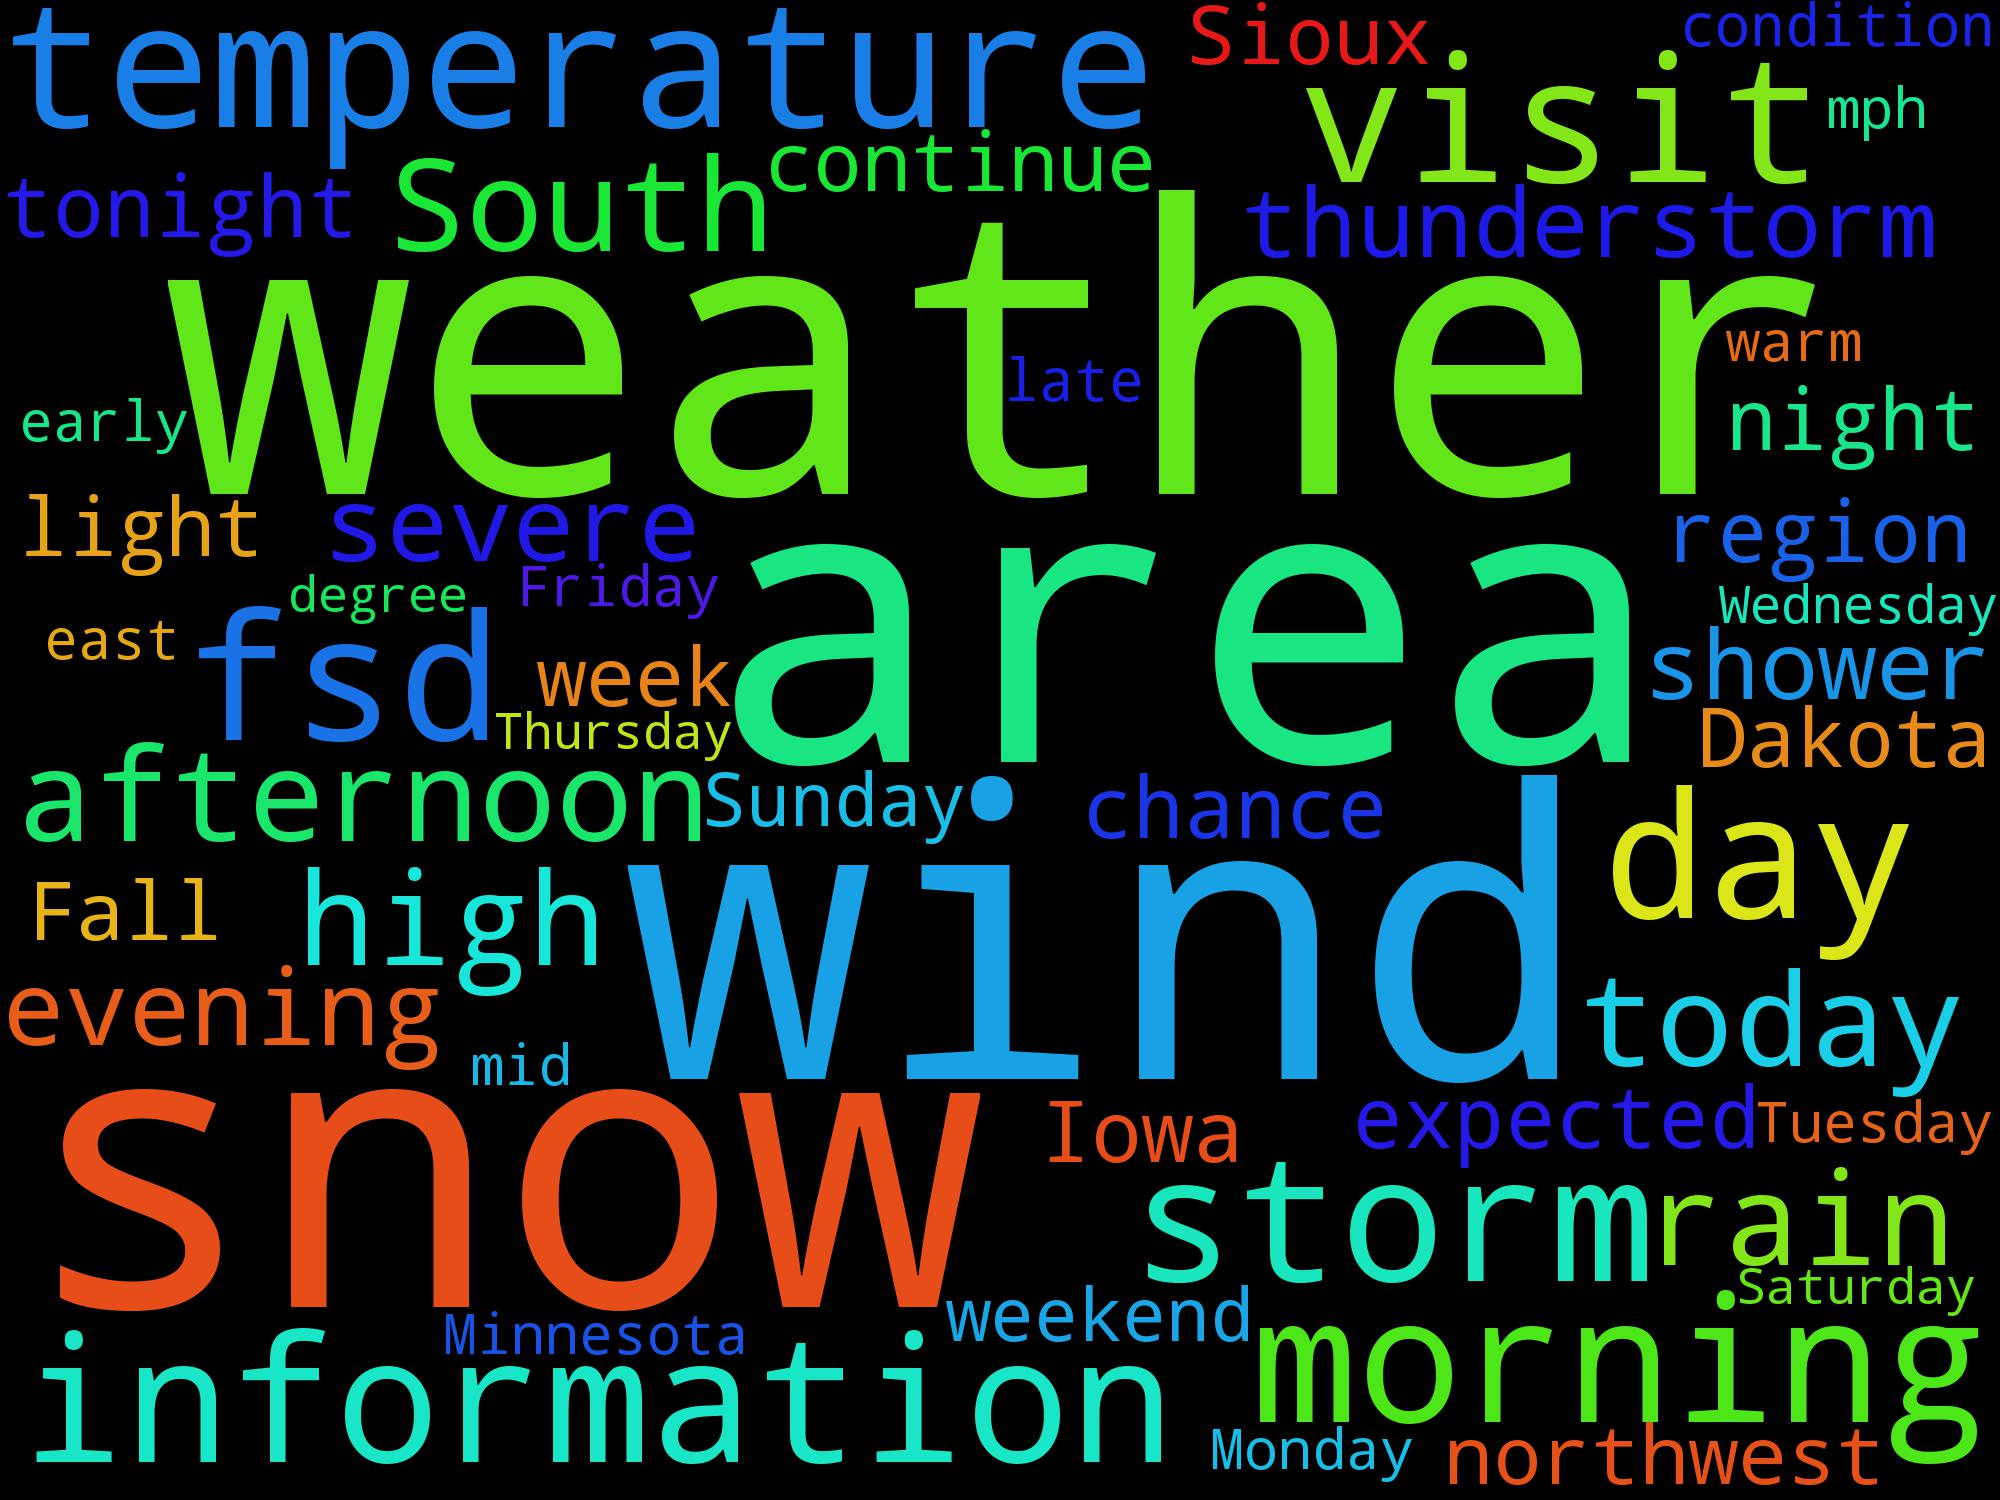 temperature
Sioux
condition
visit
mph
continue
tonight
South
thunderstorm
weather
warm
late
early
night
light
severe
region
area
degree
Friday
Wednesday
east
fsd
week
shower
Thursday
Dakota
afternoon
Sunday
chance
wind
day
Fall
high
evening
today
mid
snow
Iowa
expected
Tuesday
storm
rain
Saturday
Minnesota
weekend
morning
information
Monday
northwest